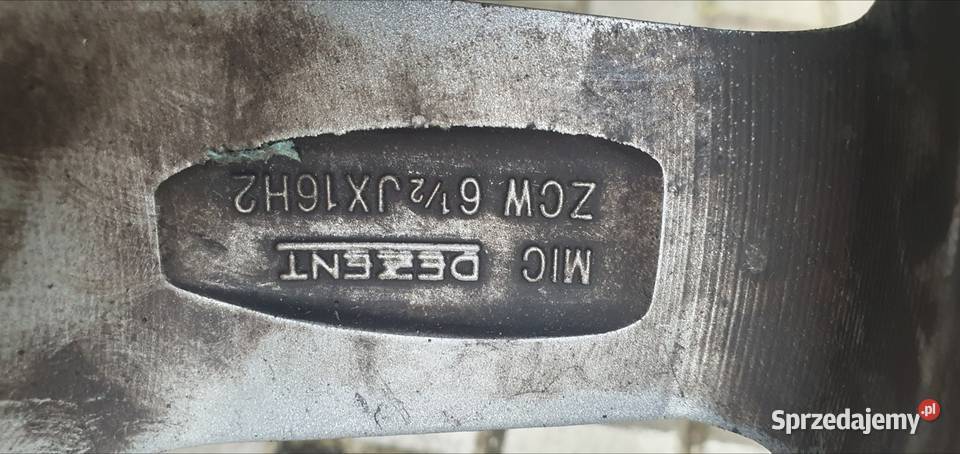 MIC DEZENT
ZCW 6½JX16H2
Sprzedajemy.pl